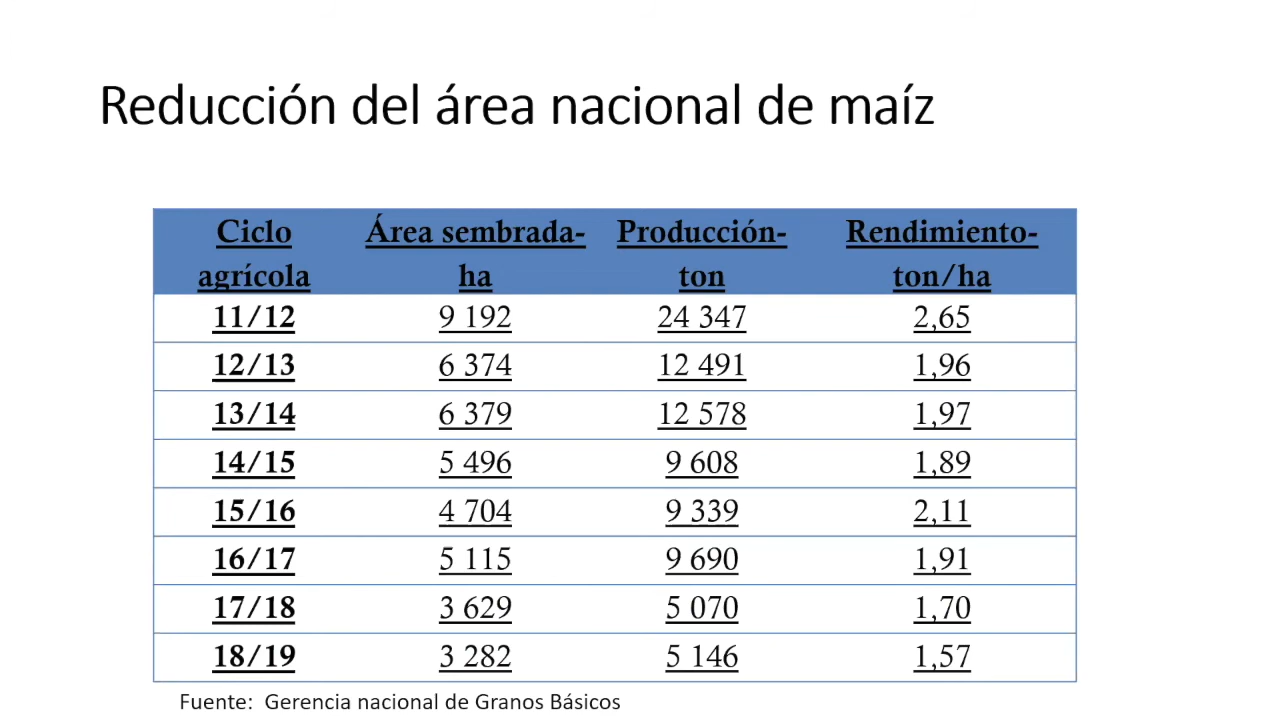 Reducción del área nacional de maíz
Ciclo agrícola Área sembrada-ha Producción-ton Rendimiento-ton/ha
11/12 9 192 24 347 2,65
12/13 6 374 12 491 1,96
13/14 6 379 12 578 1,97
14/15 5 496 9 608 1,89
15/16 4 704 9 339 2,11
16/17 5 115 9 690 1,91
17/18 3 629 5 070 1,70
18/19 3 282 5 146 1,57
Fuente: Gerencia nacional de Granos Básicos